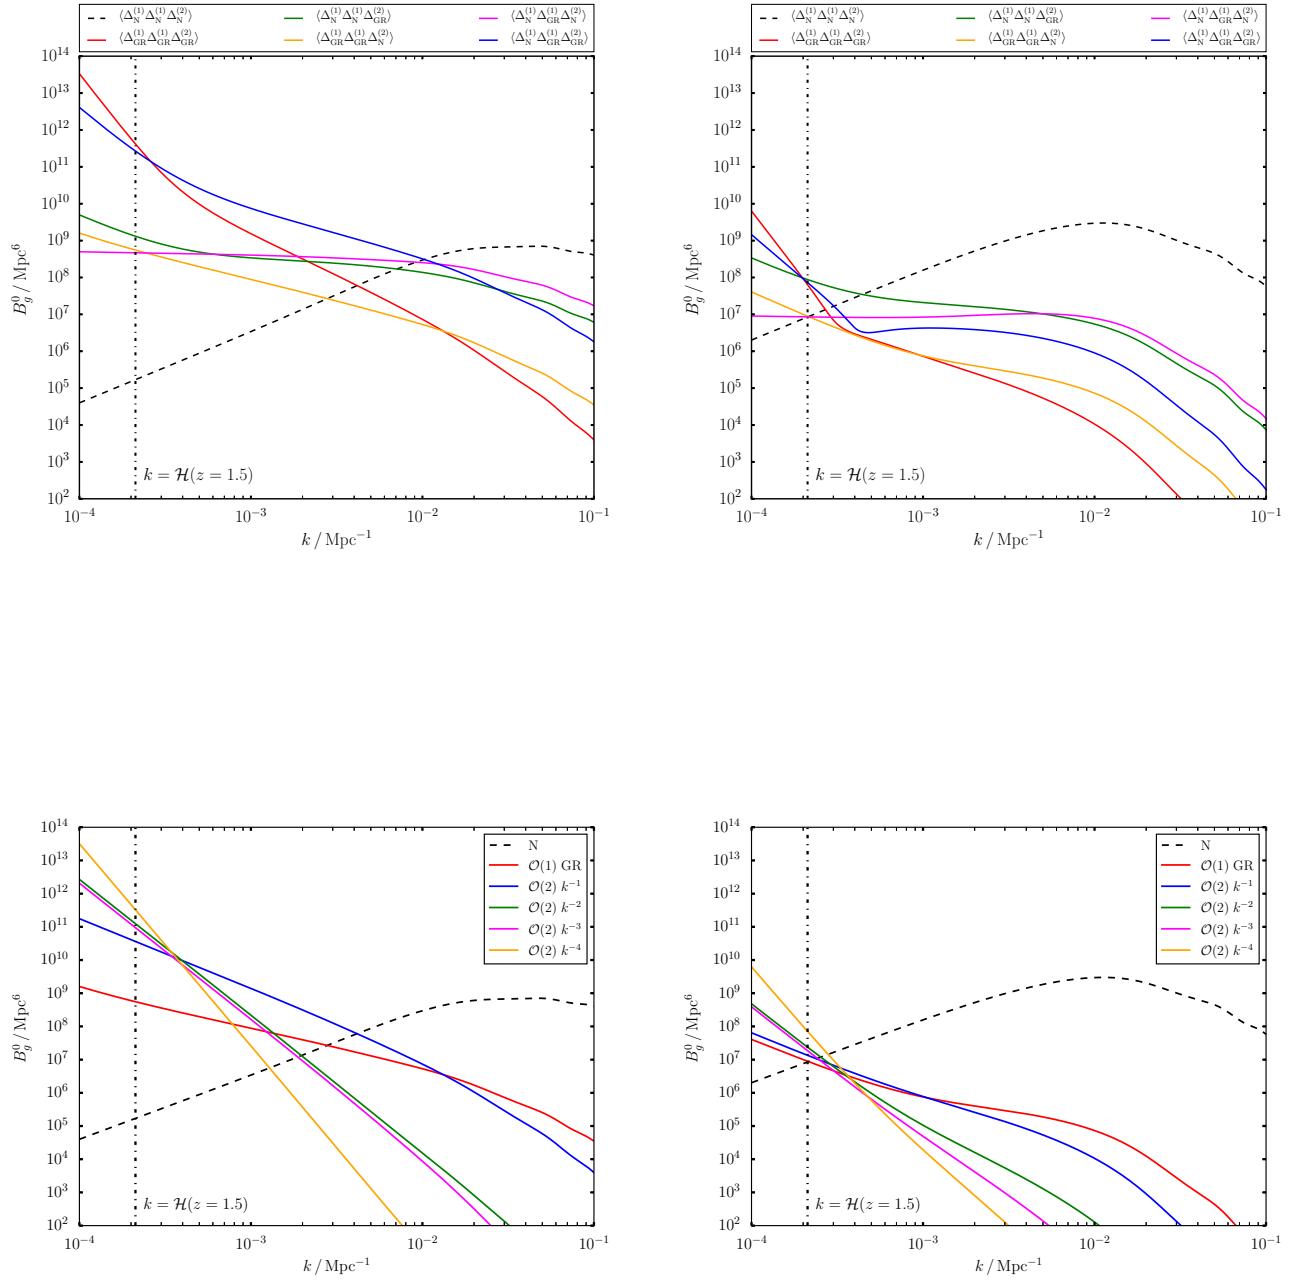 ⟨Δ_N^(1) Δ_N^(1) Δ_N^(2)⟩ ⟨Δ_N^(1) Δ_N^(1) Δ_GR^(2)⟩ ⟨Δ_N^(1) Δ_GR^(1) Δ_N^(2)⟩
⟨Δ_GR^(1) Δ_GR^(1) Δ_GR^(2)⟩ ⟨Δ_GR^(1) Δ_GR^(1) Δ_N^(2)⟩ ⟨Δ_N^(1) Δ_GR^(1) Δ_GR^(2)⟩
10^14
10^13
10^12
10^11
10^10
10^9
10^8
10^7
10^6
10^5
10^4
10^3
10^2
B_g^0 / Mpc^6
k = ℋ(z = 1.5)
10^−4 10^−3 10^−2 10^−1
k / Mpc^−1
⟨Δ_N^(1) Δ_N^(1) Δ_N^(2)⟩ ⟨Δ_N^(1) Δ_N^(1) Δ_GR^(2)⟩ ⟨Δ_N^(1) Δ_GR^(1) Δ_N^(2)⟩
⟨Δ_GR^(1) Δ_GR^(1) Δ_GR^(2)⟩ ⟨Δ_GR^(1) Δ_GR^(1) Δ_N^(2)⟩ ⟨Δ_N^(1) Δ_GR^(1) Δ_GR^(2)⟩
10^14
10^13
10^12
10^11
10^10
10^9
10^8
10^7
10^6
10^5
10^4
10^3
10^2
B_g^0 / Mpc^6
k = ℋ(z = 1.5)
10^−4 10^−3 10^−2 10^−1
k / Mpc^−1
10^14
10^13
10^12
10^11
10^10
10^9
10^8
10^7
10^6
10^5
10^4
10^3
10^2
B_g^0 / Mpc^6
N
𝒪(1) GR
𝒪(2) k^−1
𝒪(2) k^−2
𝒪(2) k^−3
𝒪(2) k^−4
k = ℋ(z = 1.5)
10^−4 10^−3 10^−2 10^−1
k / Mpc^−1
10^14
10^13
10^12
10^11
10^10
10^9
10^8
10^7
10^6
10^5
10^4
10^3
10^2
B_g^0 / Mpc^6
N
𝒪(1) GR
𝒪(2) k^−1
𝒪(2) k^−2
𝒪(2) k^−3
𝒪(2) k^−4
k = ℋ(z = 1.5)
10^−4 10^−3 10^−2 10^−1
k / Mpc^−1